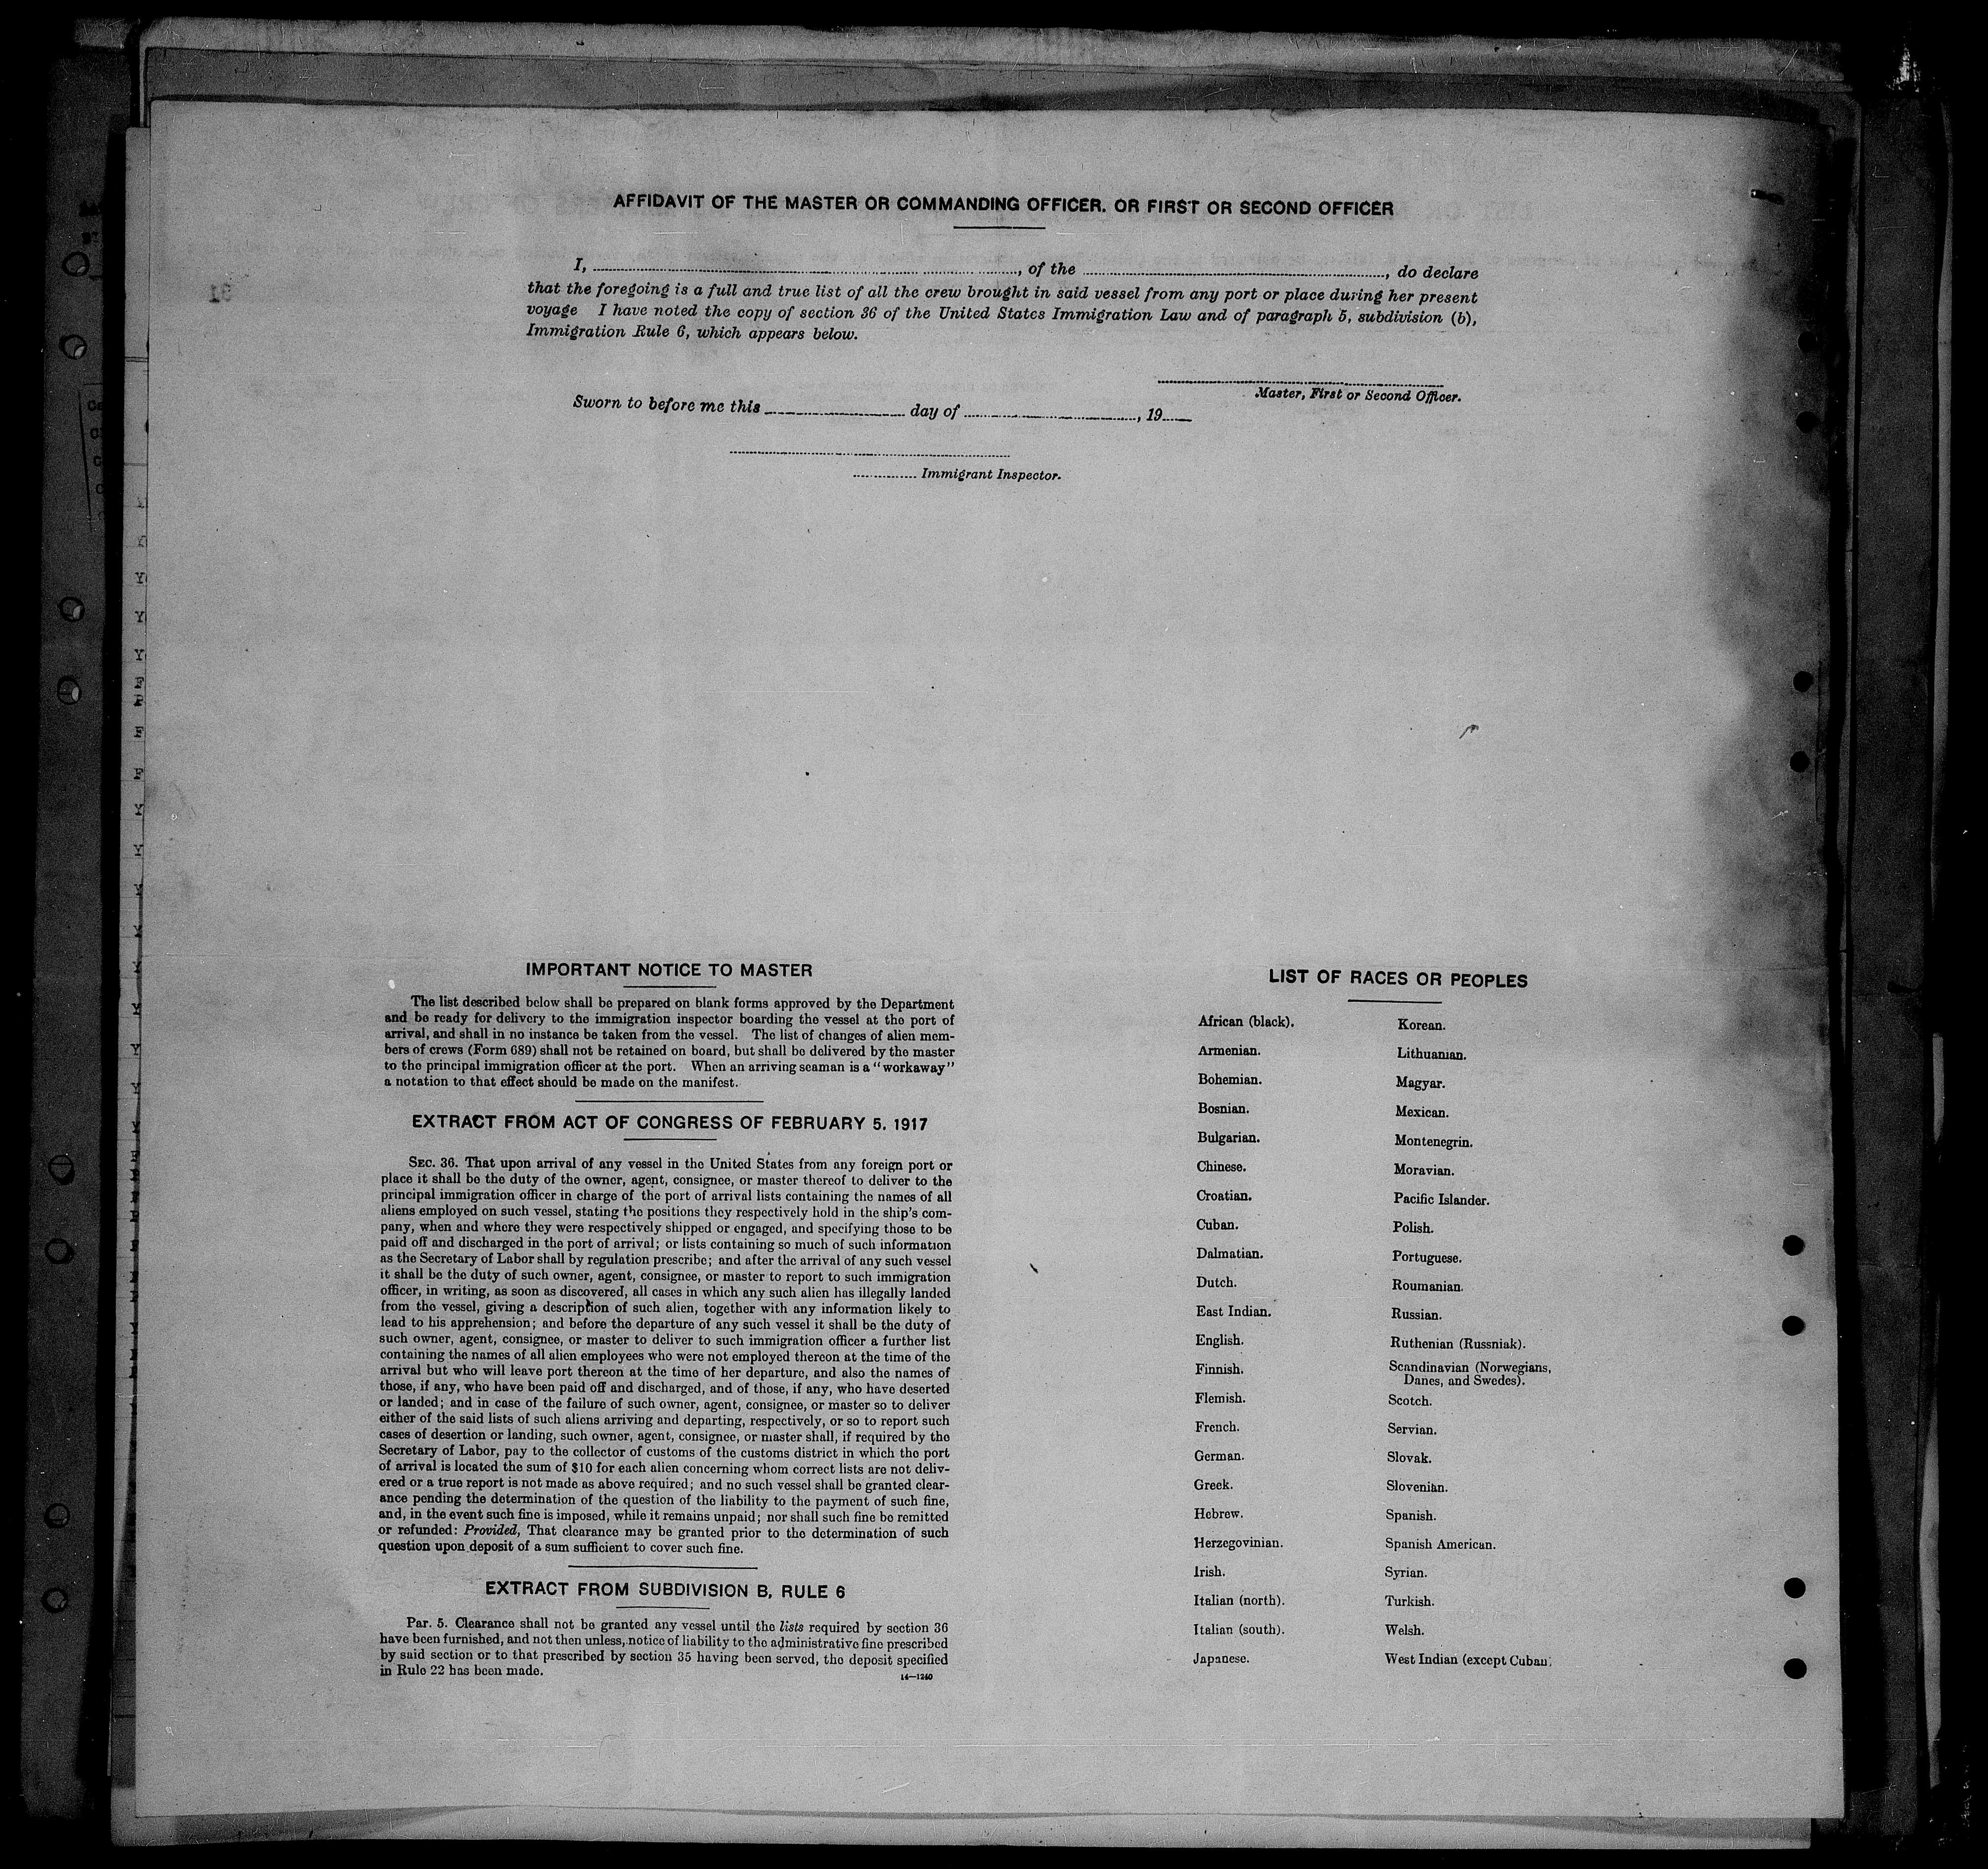 AFFIDAVIT OF THE MASTER OR COMMANDING OFFICER, OR FIRST OR SECOND OFFICER
I, ............, of the ............, do declare
that the foregoing is a full and true list of all the crew brought in said vessel from any port or place during her present
voyage I have noted the copy of section 36 of the United States Immigration Law and of paragraph 5, subdivision (b),
Immigration Rule 6, which appears below.
Master, First or Second Officer.
Sworn to before me this ............ day of ............, 19......
............ Immigrant Inspector.
IMPORTANT NOTICE TO MASTER
The list described below shall be prepared on blank forms approved by the Department
and be ready for delivery to the immigration inspector boarding the vessel at the port of
arrival, and shall in no instance be taken from the vessel. The list of changes of alien mem-
bers of crews (Form 689) shall not be retained on board, but shall be delivered by the master
to the principal immigration officer at the port. When an arriving seaman is a "workaway"
a notation to that effect should be made on the manifest.
EXTRACT FROM ACT OF CONGRESS OF FEBRUARY 5, 1917
SEC. 36. That upon arrival of any vessel in the United States from any foreign port or
place it shall be the duty of the owner, agent, consignee, or master thereof to deliver to the
principal immigration officer in charge of the port of arrival lists containing the names of all
aliens employed on such vessel, stating the positions they respectively hold in the ship's com-
pany, when and where they were respectively shipped or engaged, and specifying those to be
paid off and discharged in the port of arrival; or lists containing so much of such information
as the Secretary of Labor shall by regulation prescribe; and after the arrival of any such vessel
it shall be the duty of such owner, agent, consignee, or master to report to such immigration
officer, in writing, as soon as discovered, all cases in which any such alien has illegally landed
from the vessel, giving a description of such alien, together with any information likely to
lead to his apprehension; and before the departure of any such vessel it shall be the duty of
such owner, agent, consignee, or master to deliver to such immigration officer a further list
containing the names of all alien employees who were not employed thereon at the time of the
arrival but who will leave port thereon at the time of her departure, and also the names of
those, if any, who have been paid off and discharged, and of those, if any, who have deserted
or landed; and in case of the failure of such owner, agent, consignee, or master so to deliver
either of the said lists of such aliens arriving and departing, respectively, or so to report such
cases of desertion or landing, such owner, agent, consignee, or master shall, if required by the
Secretary of Labor, pay to the collector of customs of the customs district in which the port
of arrival is located the sum of $10 for each alien concerning whom correct lists are not deliv-
ered or a true report is not made as above required; and no such vessel shall be granted clear-
ance pending the determination of the question of the liability to the payment of such fine,
and, in the event such fine is imposed, while it remains unpaid; nor shall such fine be remitted
or refunded: Provided, That clearance may be granted prior to the determination of such
question upon deposit of a sum sufficient to cover such fine.
EXTRACT FROM SUBDIVISION B, RULE 6
Par. 5. Clearance shall not be granted any vessel until the lists required by section 36
have been furnished, and not then unless, notice of liability to the administrative fine prescribed
by said section or to that prescribed by section 35 having been served, the deposit specified
in Rule 22 has been made.
14—1240
LIST OF RACES OR PEOPLES
African (black).
Armenian.
Bohemian.
Bosnian.
Bulgarian.
Chinese.
Croatian.
Cuban.
Dalmatian.
Dutch.
East Indian.
English.
Finnish.
Flemish.
French.
German.
Greek.
Hebrew.
Herzegovinian.
Irish.
Italian (north).
Italian (south).
Japanese.
Korean.
Lithuanian.
Magyar.
Mexican.
Montenegrin.
Moravian.
Pacific Islander.
Polish.
Portuguese.
Roumanian.
Russian.
Ruthenian (Russniak).
Scandinavian (Norwegians,
Danes, and Swedes).
Scotch.
Servian.
Slovak.
Slovenian.
Spanish.
Spanish American.
Syrian.
Turkish.
Welsh.
West Indian (except Cuban)